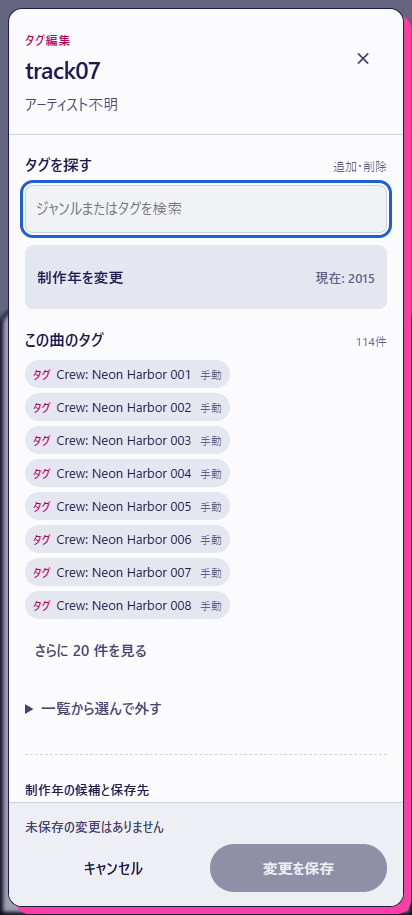 タグ編集
track07
アーティスト不明
タグを探す 追加・削除
ジャンルまたはタグを検索
制作年を変更 現在: 2015
この曲のタグ 114件
タグ Crew: Neon Harbor 001 手動
タグ Crew: Neon Harbor 002 手動
タグ Crew: Neon Harbor 003 手動
タグ Crew: Neon Harbor 004 手動
タグ Crew: Neon Harbor 005 手動
タグ Crew: Neon Harbor 006 手動
タグ Crew: Neon Harbor 007 手動
タグ Crew: Neon Harbor 008 手動
さらに 20 件を見る
一覧から選んで外す
制作年の候補と保存先
未保存の変更はありません
キャンセル 変更を保存